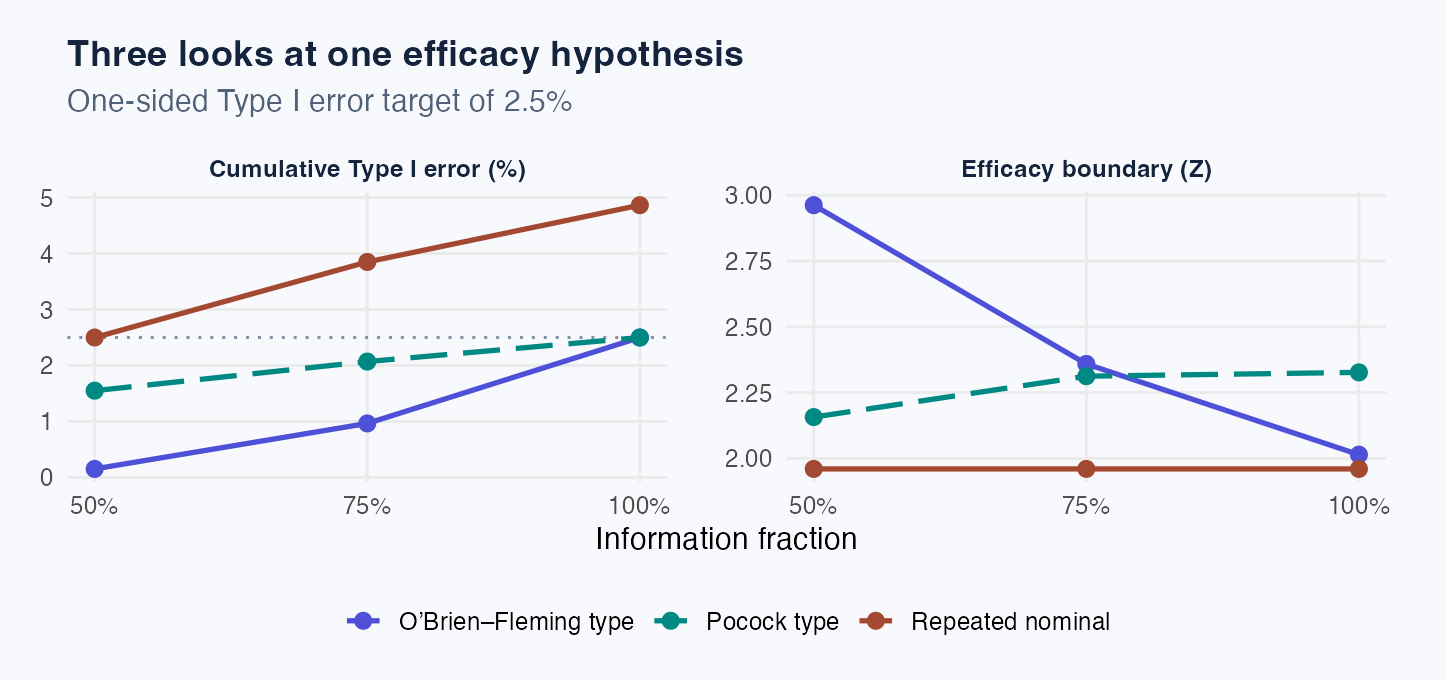 Three looks at one efficacy hypothesis
One-sided Type I error target of 2.5%
Cumulative Type I error (%)
5
4
3
2
1
0
50%
75%
100%
Efficacy boundary (Z)
3.00
2.75
2.50
2.25
2.00
50%
75%
100%
Information fraction
O’Brien–Fleming type
Pocock type
Repeated nominal